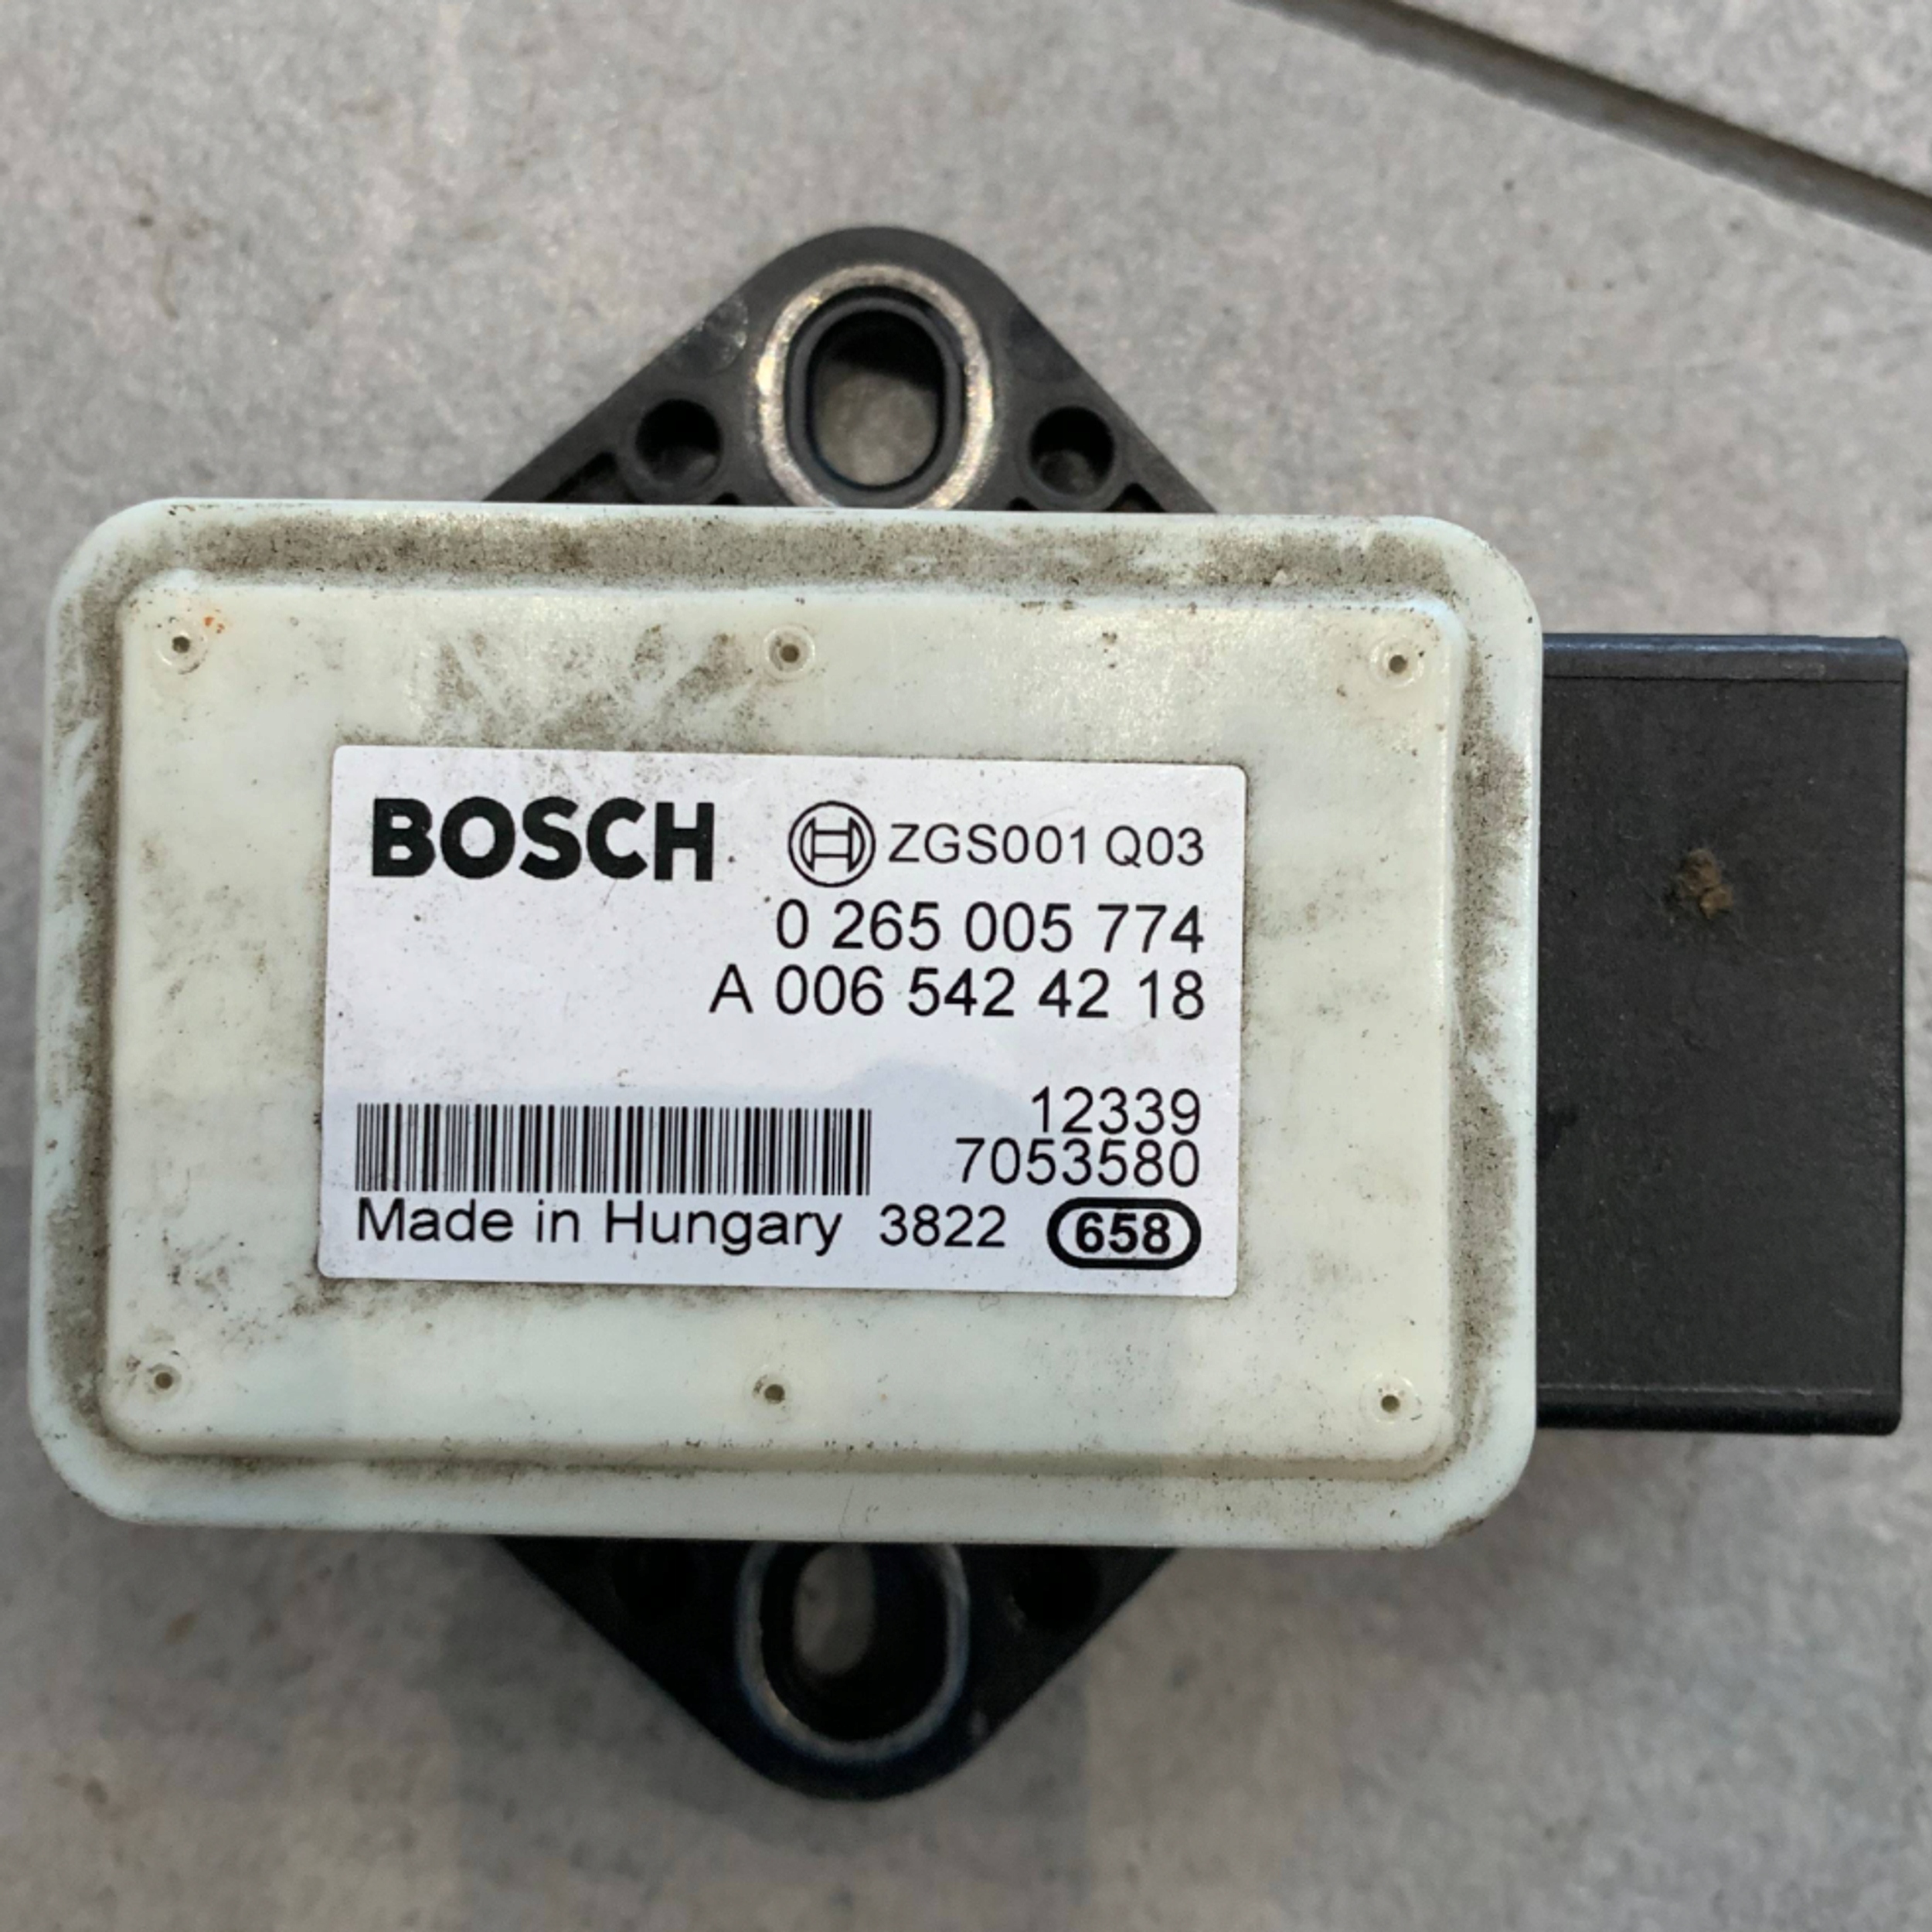 BOSCH ZGS001 Q03
0 265 005 774
A 006 542 42 18
12339
7053580
Made in Hungary 3822 658